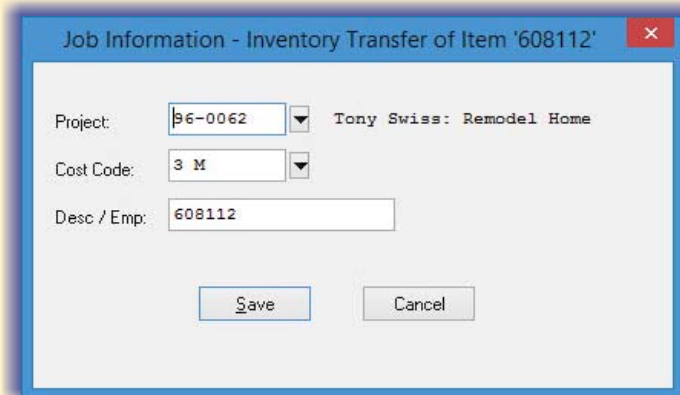 Job Information - Inventory Transfer of Item '608112'
Project: 96-0062 Tony Swiss: Remodel Home
Cost Code: 3 M
Desc / Emp: 608112
Save Cancel